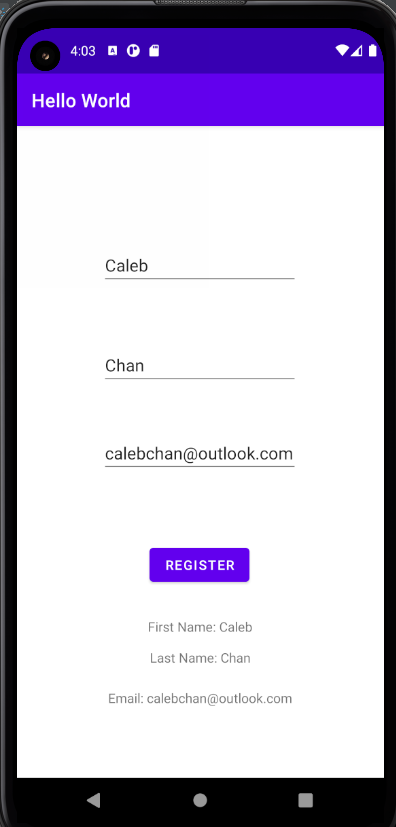 4:03
Hello World
Caleb
Chan
calebchan@outlook.com
REGISTER
First Name: Caleb
Last Name: Chan
Email: calebchan@outlook.com